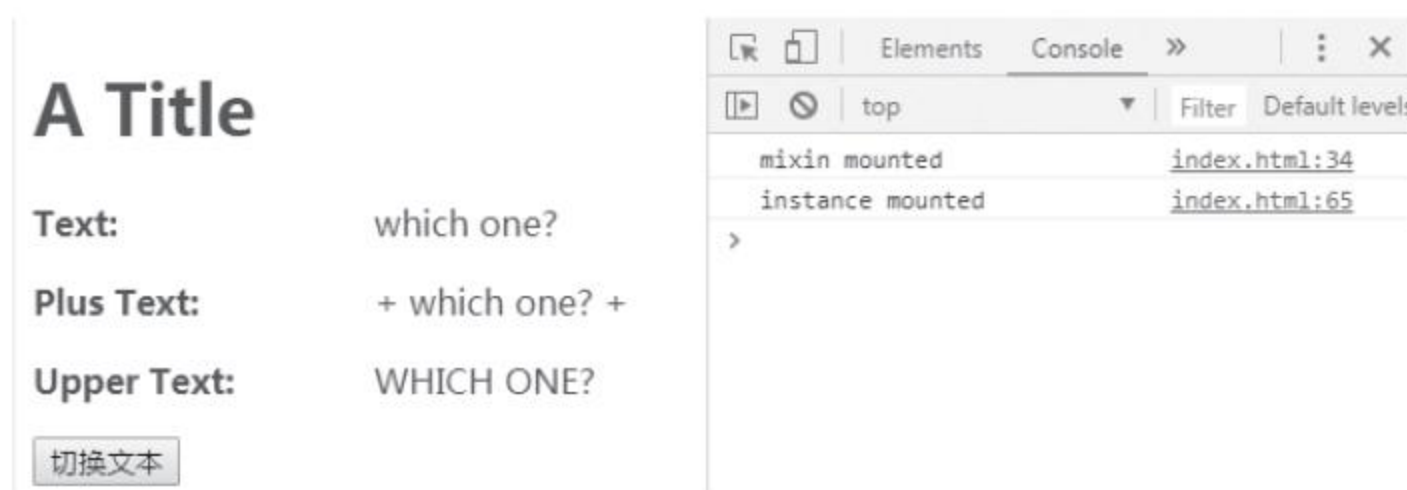 A Title
Text: which one?
Plus Text: + which one? +
Upper Text: WHICH ONE?
切换文本
Elements Console »
top ▼ Filter Default levels
mixin mounted index.html:34
instance mounted index.html:65
>